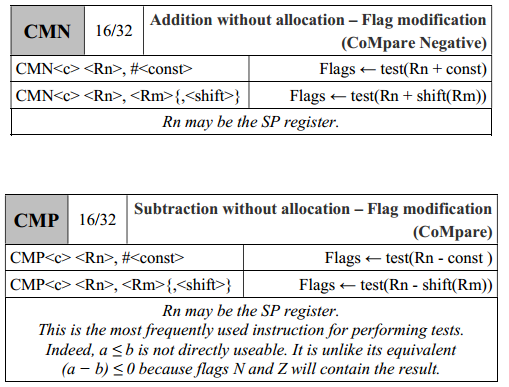 CMN 16/32 Addition without allocation – Flag modification
(CoMpare Negative)
CMN<c> <Rn>, #<const> Flags ← test(Rn + const)
CMN<c> <Rn>, <Rm>{,<shift>} Flags ← test(Rn + shift(Rm))
Rn may be the SP register.
CMP 16/32 Subtraction without allocation – Flag modification
(CoMpare)
CMP<c> <Rn>, #<const> Flags ← test(Rn - const )
CMP<c> <Rn>, <Rm>{,<shift>} Flags ← test(Rn - shift(Rm))
Rn may be the SP register.
This is the most frequently used instruction for performing tests.
Indeed, a ≤ b is not directly useable. It is unlike its equivalent
(a − b) ≤ 0 because flags N and Z will contain the result.